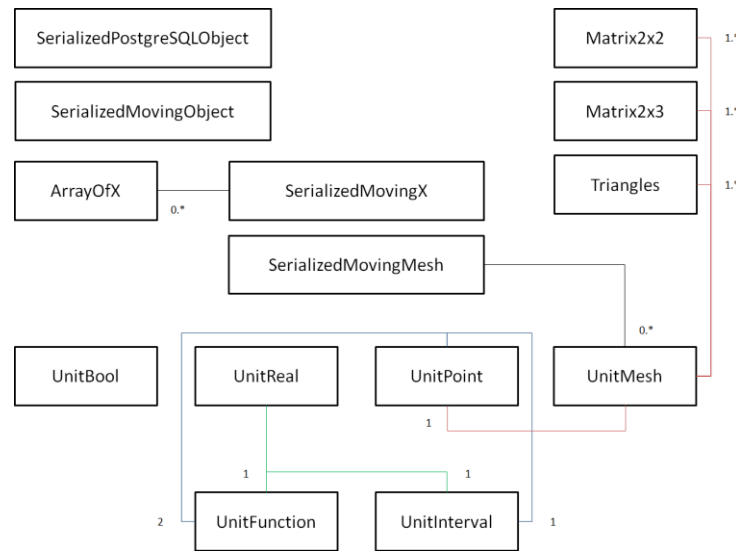 SerializedPostgreSQLObject
Matrix2x2
1.*
SerializedMovingObject
Matrix2x3
1.*
ArrayOfX
SerializedMovingX
Triangles
1.*
0.*
SerializedMovingMesh
0.*
UnitBool
UnitReal
UnitPoint
UnitMesh
1
1
1
2
UnitFunction
UnitInterval
1